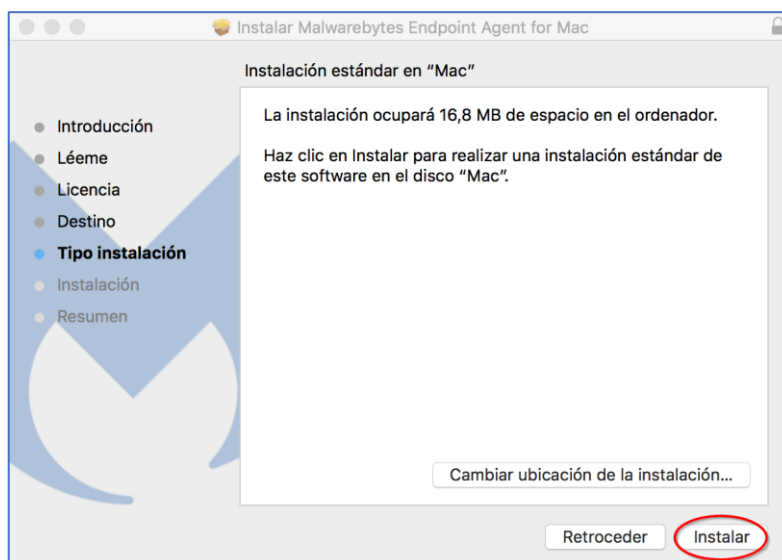 Instalar Malwarebytes Endpoint Agent for Mac
Instalación estándar en “Mac”
Introducción
Léeme
Licencia
Destino
Tipo instalación
Instalación
Resumen
La instalación ocupará 16,8 MB de espacio en el ordenador.
Haz clic en Instalar para realizar una instalación estándar de
este software en el disco “Mac”.
Cambiar ubicación de la instalación...
Retroceder
Instalar